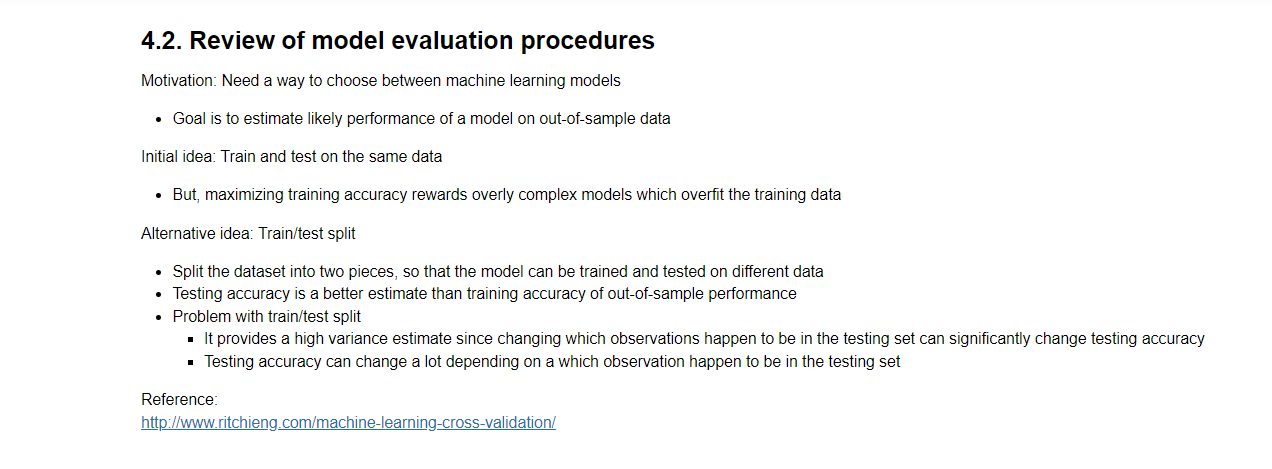 4.2. Review of model evaluation procedures
Motivation: Need a way to choose between machine learning models
• Goal is to estimate likely performance of a model on out-of-sample data
Initial idea: Train and test on the same data
• But, maximizing training accuracy rewards overly complex models which overfit the training data
Alternative idea: Train/test split
• Split the dataset into two pieces, so that the model can be trained and tested on different data
• Testing accuracy is a better estimate than training accuracy of out-of-sample performance
• Problem with train/test split
▪ It provides a high variance estimate since changing which observations happen to be in the testing set can significantly change testing accuracy
▪ Testing accuracy can change a lot depending on a which observation happen to be in the testing set
Reference:
http://www.ritchieng.com/machine-learning-cross-validation/